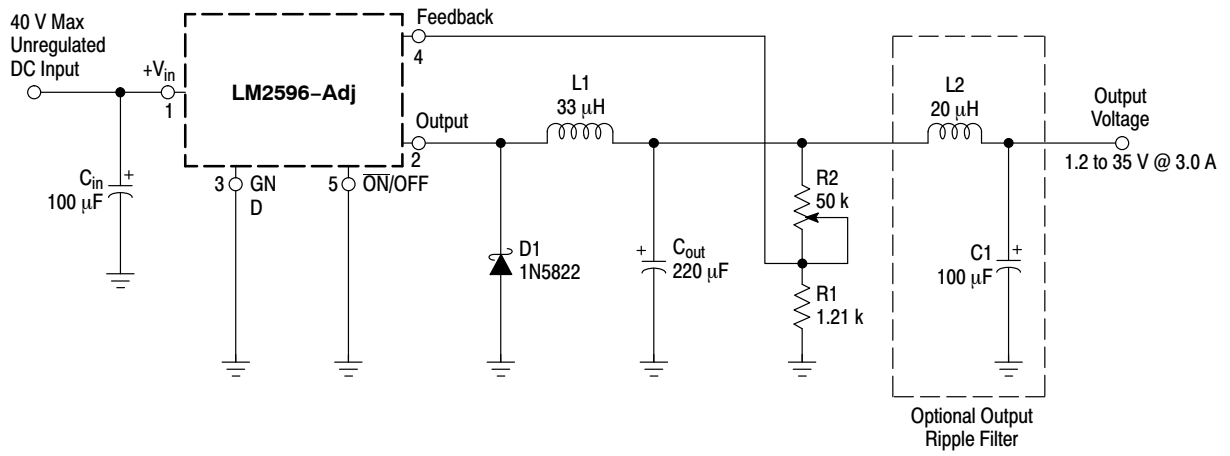 40 V Max
Unregulated
DC Input
+Vin
1
Cin
100 µF
+
LM2596−Adj
Feedback
4
Output
2
3
GN
D
5
ON/OFF
L1
33 µH
D1
1N5822
+
Cout
220 µF
R2
50 k
R1
1.21 k
L2
20 µH
C1
100 µF
+
Optional Output
Ripple Filter
Output
Voltage
1.2 to 35 V @ 3.0 A